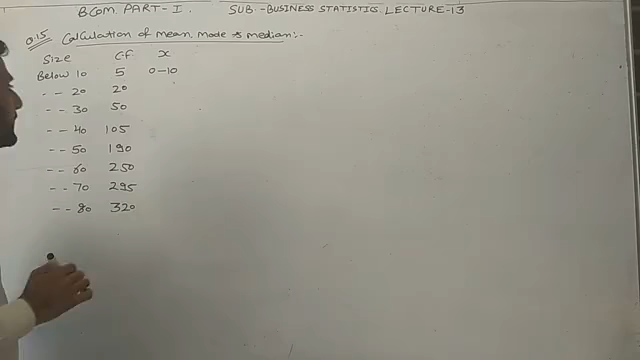 BCOM. PART-I. SUB.-BUSINESS STATISTICS. LECTURE-13
Q.15 Calculation of mean, mode & median:-
Size C.f X
Below 10 5 0-10
-- 20 20
-- 30 50
-- 40 105
-- 50 190
-- 60 250
-- 70 295
-- 80 320